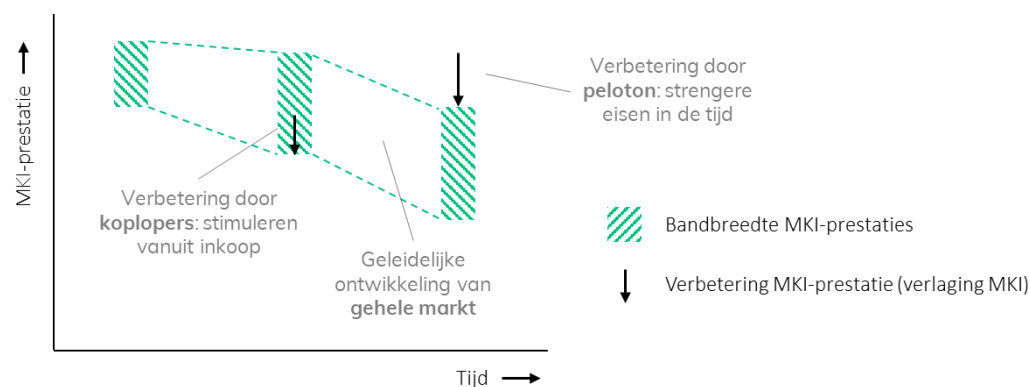 MKI-prestatie
Verbetering door
peloton: strengere
eisen in de tijd
Verbetering door
koplopers: stimuleren
vanuit inkoop
Geleidelijke
ontwikkeling van
gehele markt
Bandbreedte MKI-prestaties
Verbetering MKI-prestatie (verlaging MKI)
Tijd